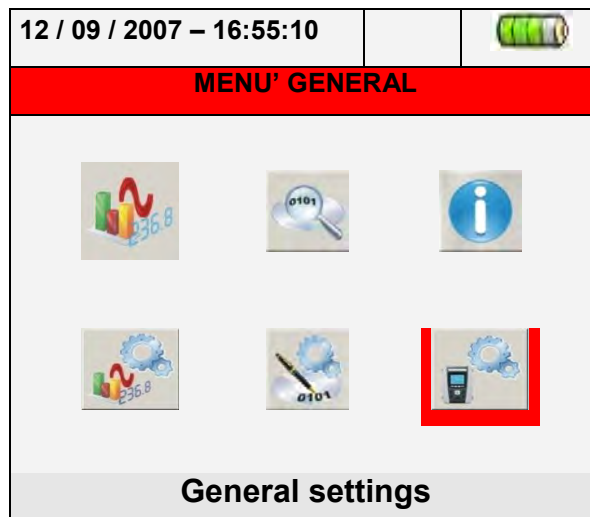 12 / 09 / 2007 – 16:55:10
MENU’ GENERAL
236.8
0101
i
236.8
0101
General settings